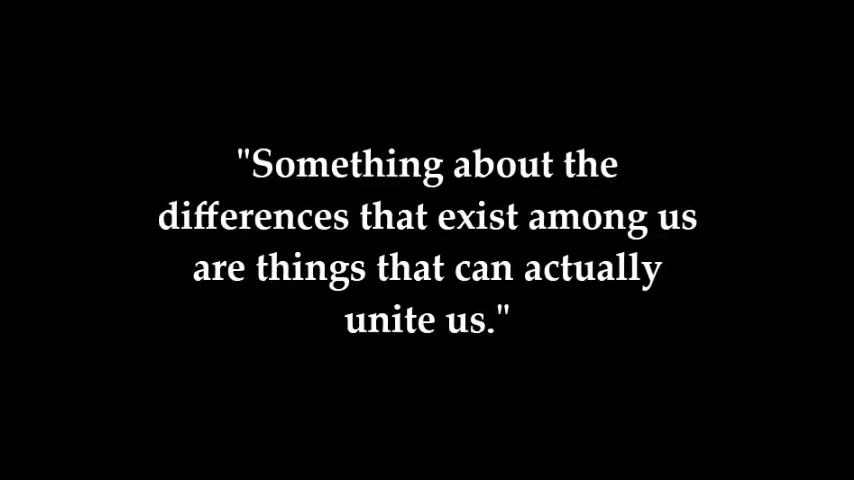 "Something about the
differences that exist among us
are things that can actually
unite us."